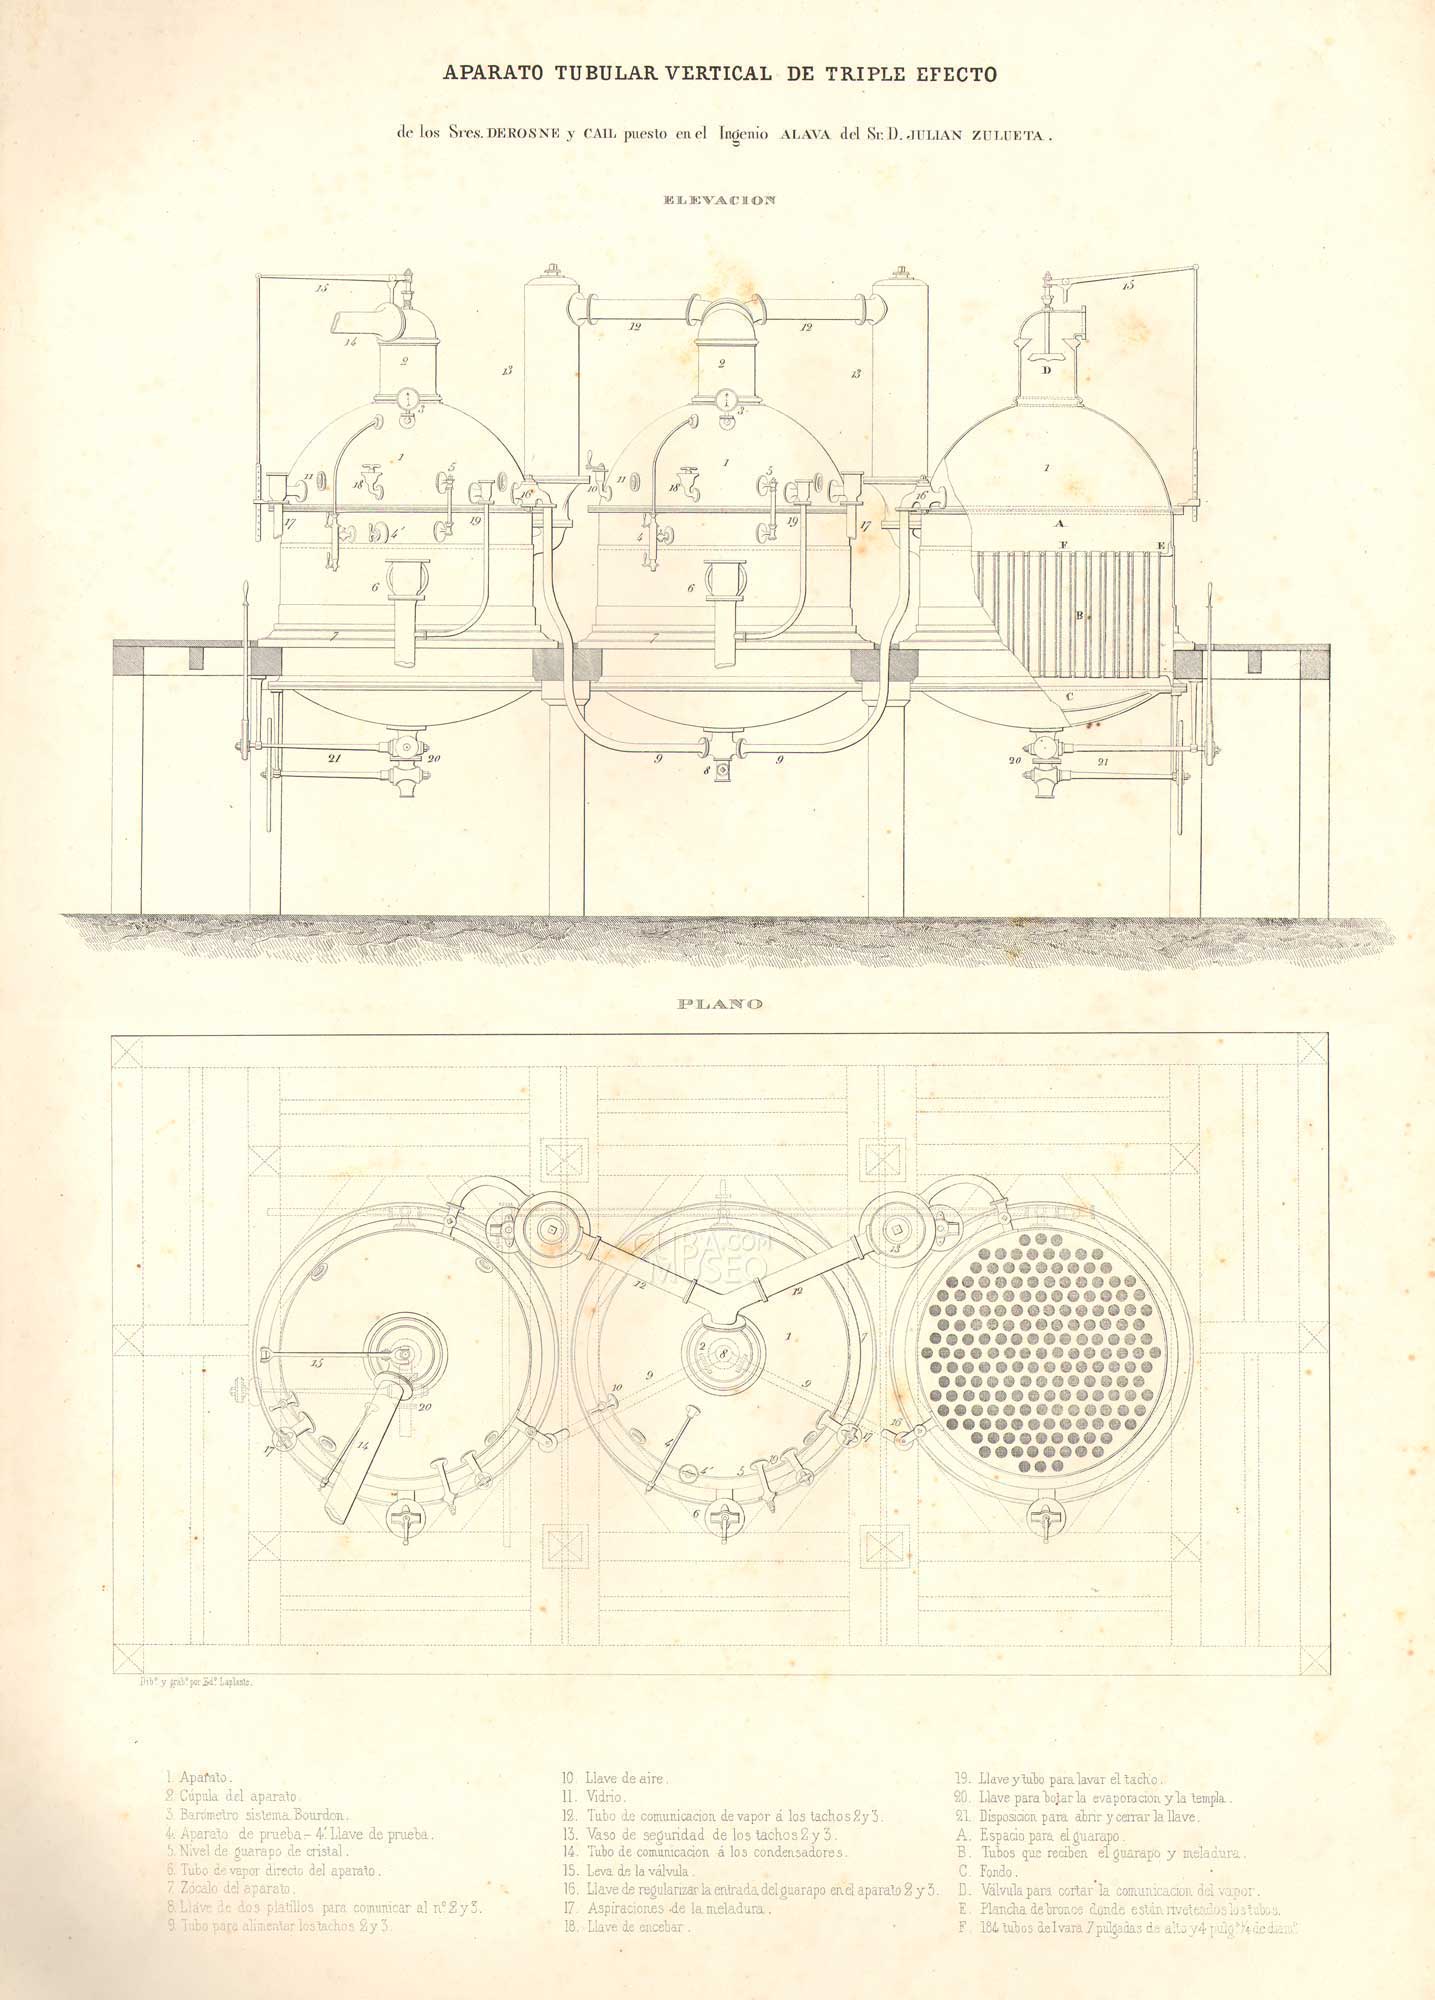 APARATO TUBULAR VERTICAL DE TRIPLE EFECTO
de los Sres. DEROSNE y CAIL puesto en el Ingenio ALAVA del Sr. D. JULIAN ZULUETA.
ELEVACION
15 12 12 15
14 2 13 2 13 D
3 3
1 1 1
11 18 5 16 10 11 18 5 16
17 4' 19 4 19 17 A
F E
6 6 B
7 7
C
21 20 9 8 9 20 21
PLANO
CUBA.COM
MUSEO
13
12 12
1 7
2 8
15 9 9
20 10 16
17 14 4 17
4' 5 10
6
Dib.º y grab.º por Ed.º Laplante.
1. Aparato.
2. Cúpula del aparato.
3. Barómetro sistema Bourdon.
4. Aparato de prueba.- 4'. Llave de prueba.
5. Nivel de guarapo de cristal.
6. Tubo de vapor directo del aparato.
7. Zócalo del aparato.
8. Llave de dos platillos para comunicar al nº 2 y 3.
9. Tubo para alimentar los tachos 2 y 3.
10. Llave de aire.
11. Vidrio.
12. Tubo de comunicacion de vapor á los tachos 2 y 3.
13. Vaso de seguridad de los tachos 2 y 3.
14. Tubo de comunicación á los condensadores.
15. Leva de la válvula.
16. Llave de regularizar la entrada del guarapo en el aparato 2 y 3.
17. Aspiraciones de la meladura.
18. Llave de encebar.
19. Llave y tubo para lavar el tacho.
20. Llave para botar la evaporacion y la templa.
21. Disposicion para abrir y cerrar la llave.
A. Espacio para el guarapo.
B. Tubos que reciben el guarapo y meladura.
C. Fondo.
D. Válvula para cortar la comunicacion del vapor.
E. Plancha de bronce donde están riveteados los tubos.
F. 184 tubos de 1 vara 7 pulgadas de alto y 4 pulg.s ¼ de diam.º